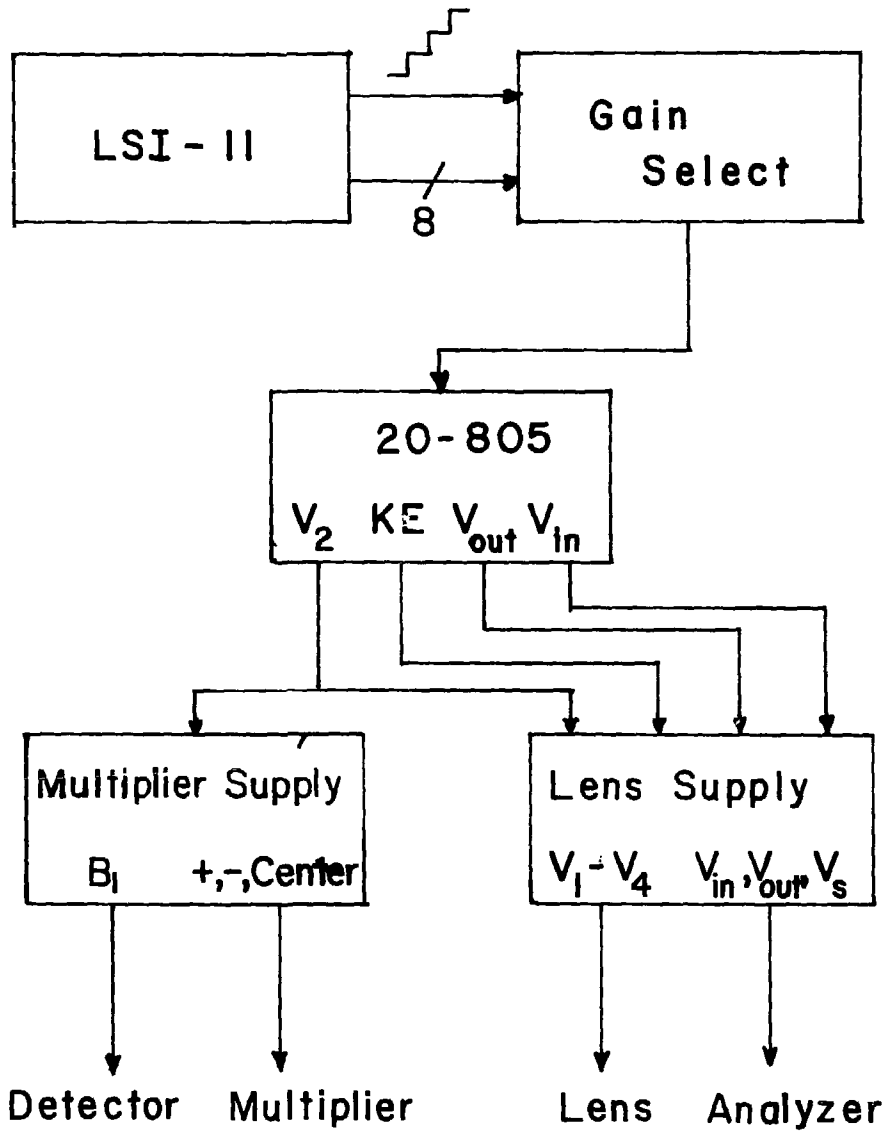 LSI-11
Gain
Select
8
20-805
V2 KE Vout Vin
Multiplier Supply
B1 +,-,Center
Lens Supply
V1-V4 Vin,Vout,Vs
Detector Multiplier Lens Analyzer